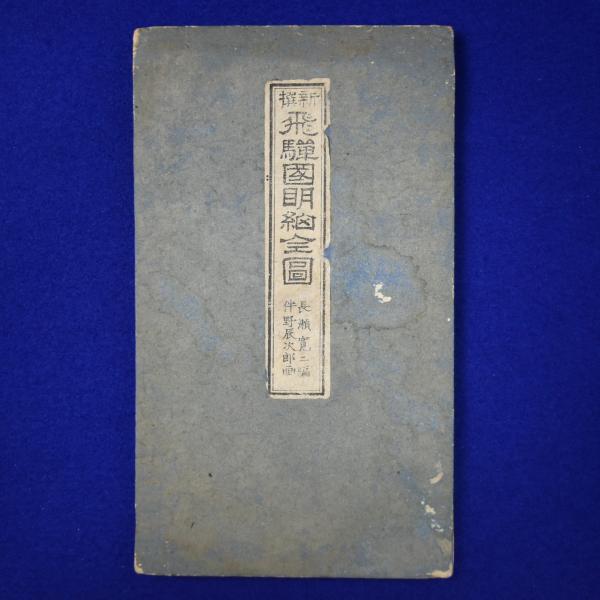 新撰
飛騨國明細全圖
長瀬寛二編
伴野辰次郎画